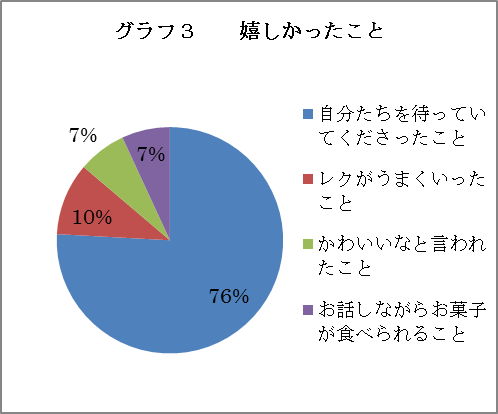 グラフ３　　嬉しかったこと
7%
7%
10%
76%
自分たちを待ってい
てくださったこと
レクがうまくいった
こと
かわいいなと言われ
たこと
お話しながらお菓子
が食べられること